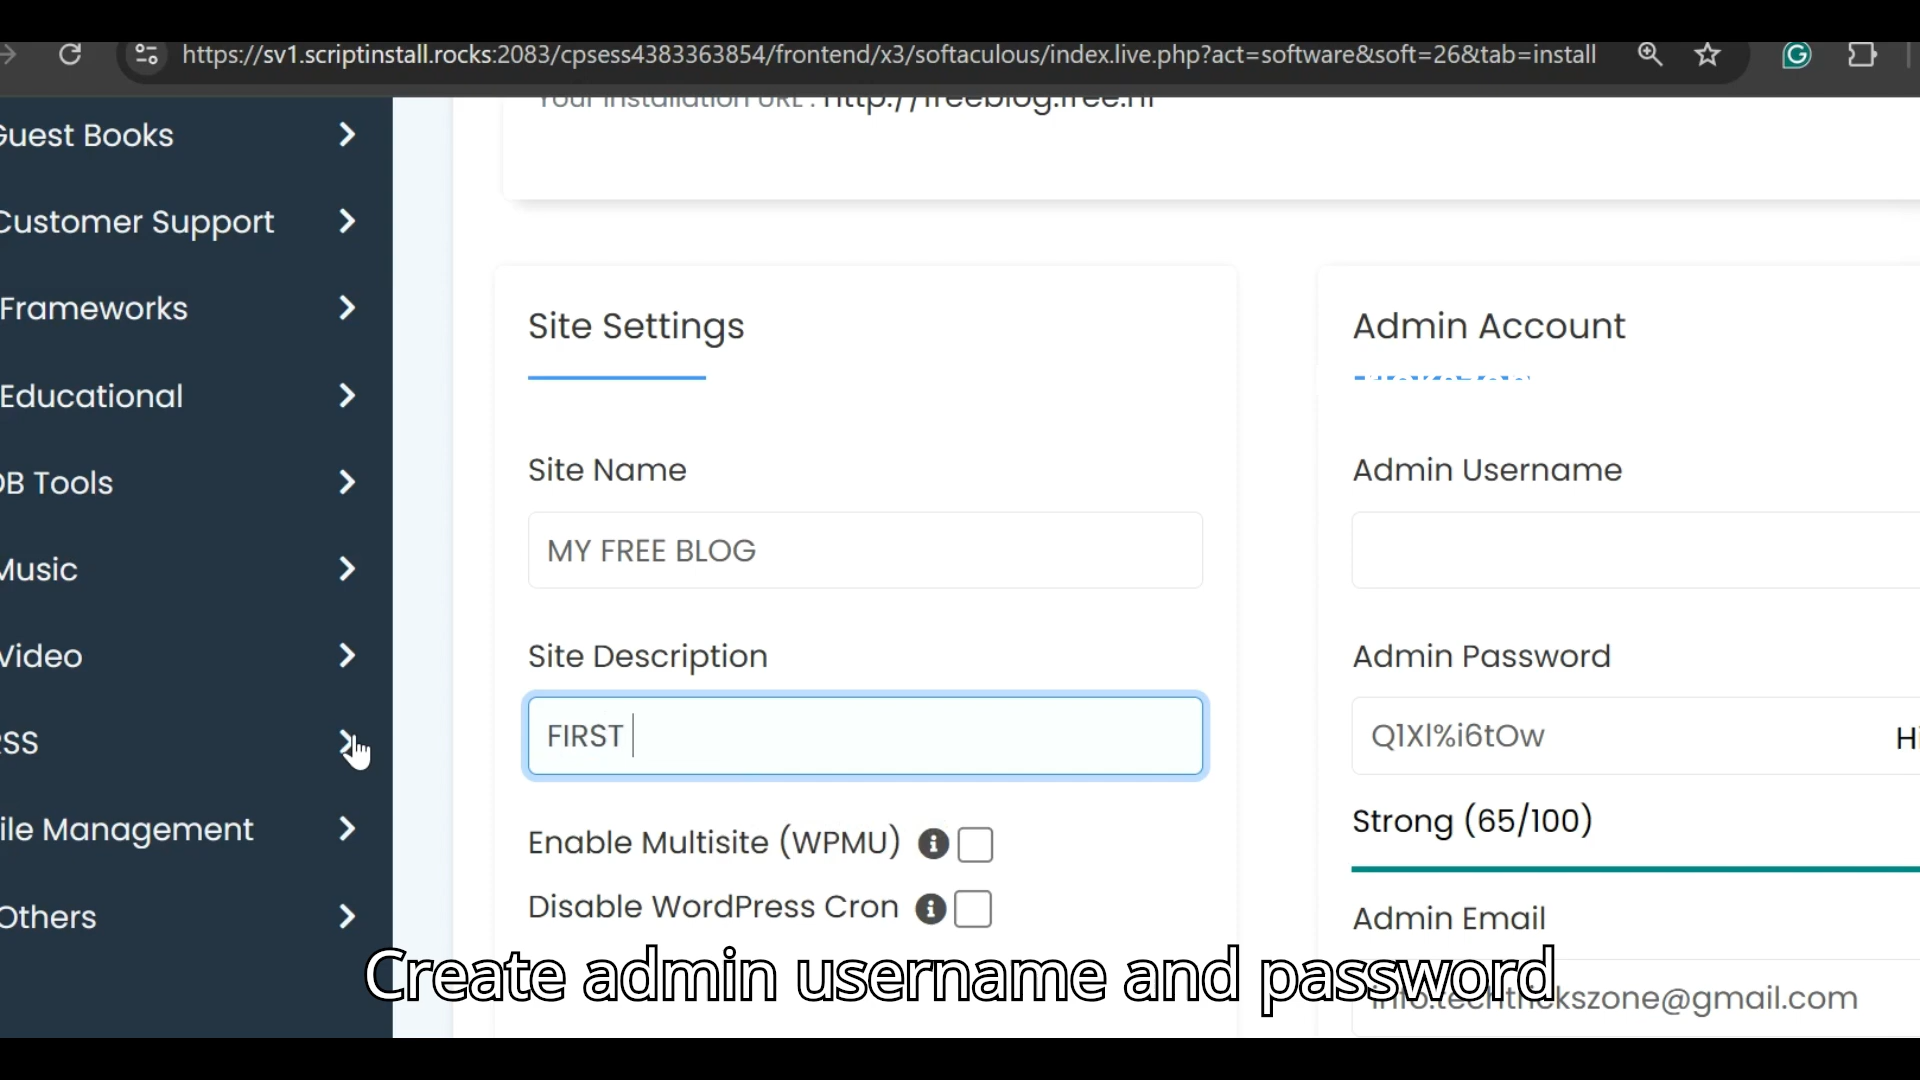 https://sv1.scriptinstall.rocks:2083/cpsess4383363854/frontend/x3/softaculous/index.live.php?act=software&soft=26&tab=install
Your Installation URL : http://freeblog.free.nf
Guest Books
Customer Support
Frameworks
Educational
DB Tools
Music
Video
RSS
File Management
Others
Site Settings
Site Name
MY FREE BLOG
Site Description
FIRST
Enable Multisite (WPMU)
Disable WordPress Cron
Admin Account
Admin Username
Admin Password
Q1Xl%i6tOw
Strong (65/100)
Admin Email
info.techtrickszone@gmail.com
Create admin username and password